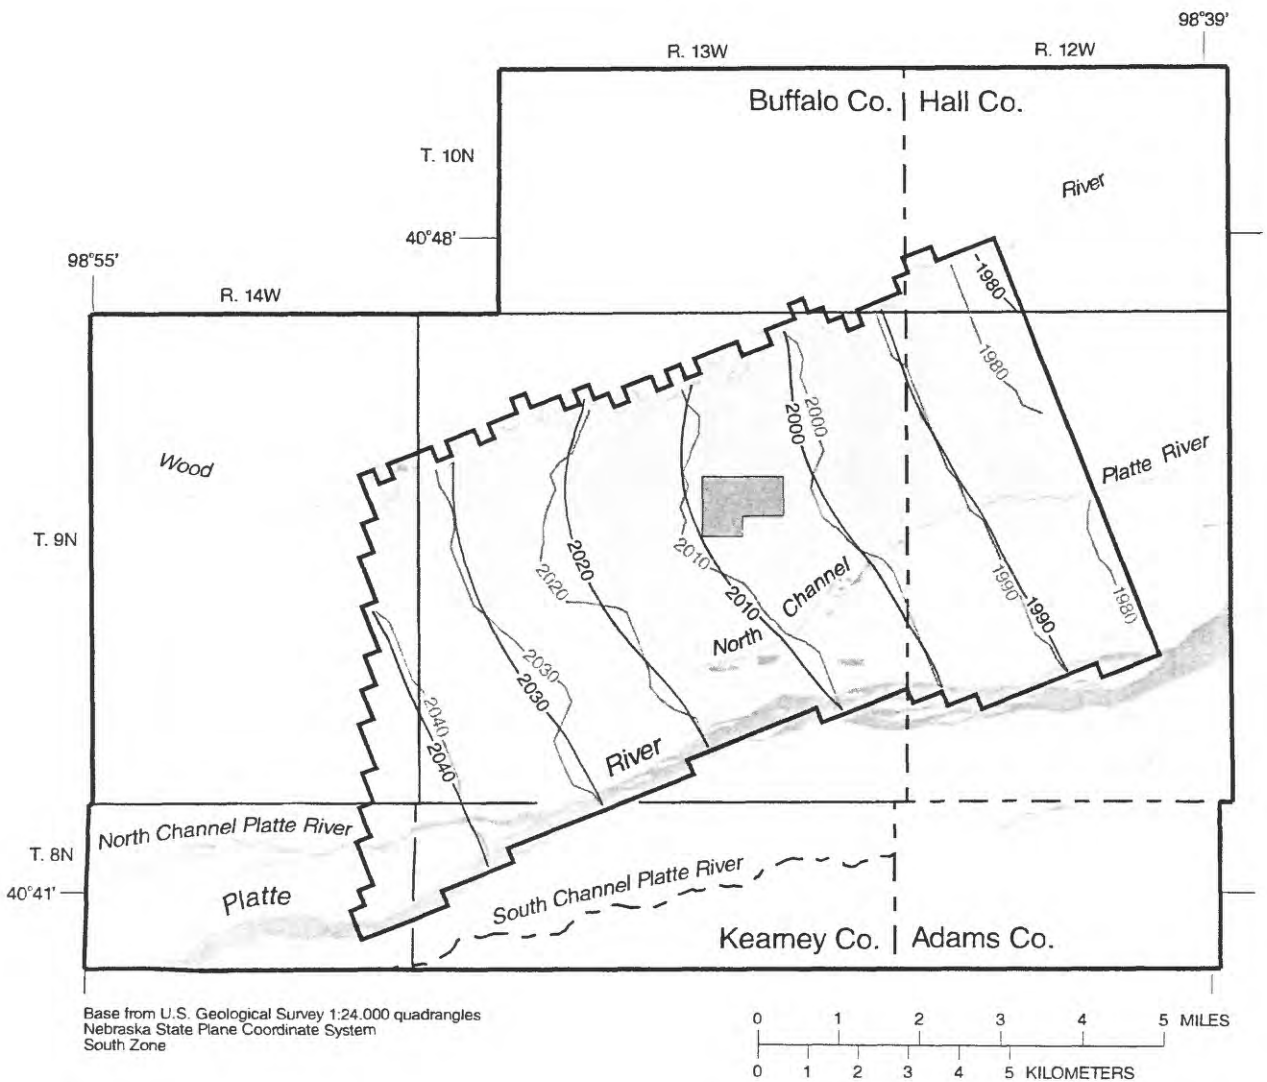 98°39'
R. 13W
R. 12W
Buffalo Co.
Hall Co.
T. 10N
River
40°48'
98°55'
R. 14W
-1980-
1980
2000
2000
Wood
Platte River
T. 9N
2020
2020
2010
2010
North Channel
1990
1990
1980
2030
2030
2040
2040
River
North Channel Platte River
T. 8N
40°41'
Platte
South Channel Platte River
Kearney Co.
Adams Co.
Base from U.S. Geological Survey 1:24.000 quadrangles
Nebraska State Plane Coordinate System
South Zone
0 1 2 3 4 5 MILES
0 1 2 3 4 5 KILOMETERS